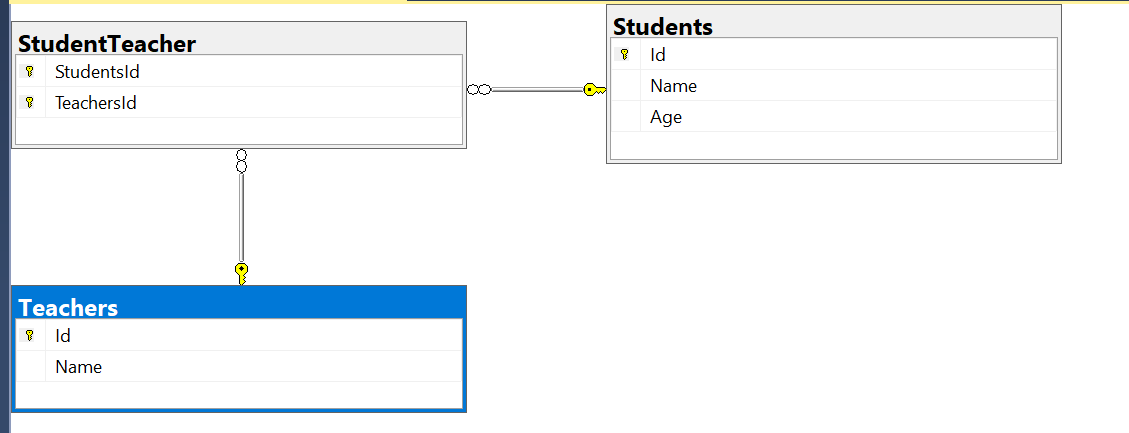 StudentTeacher
StudentsId
TeachersId
Students
Id
Name
Age
Teachers
Id
Name